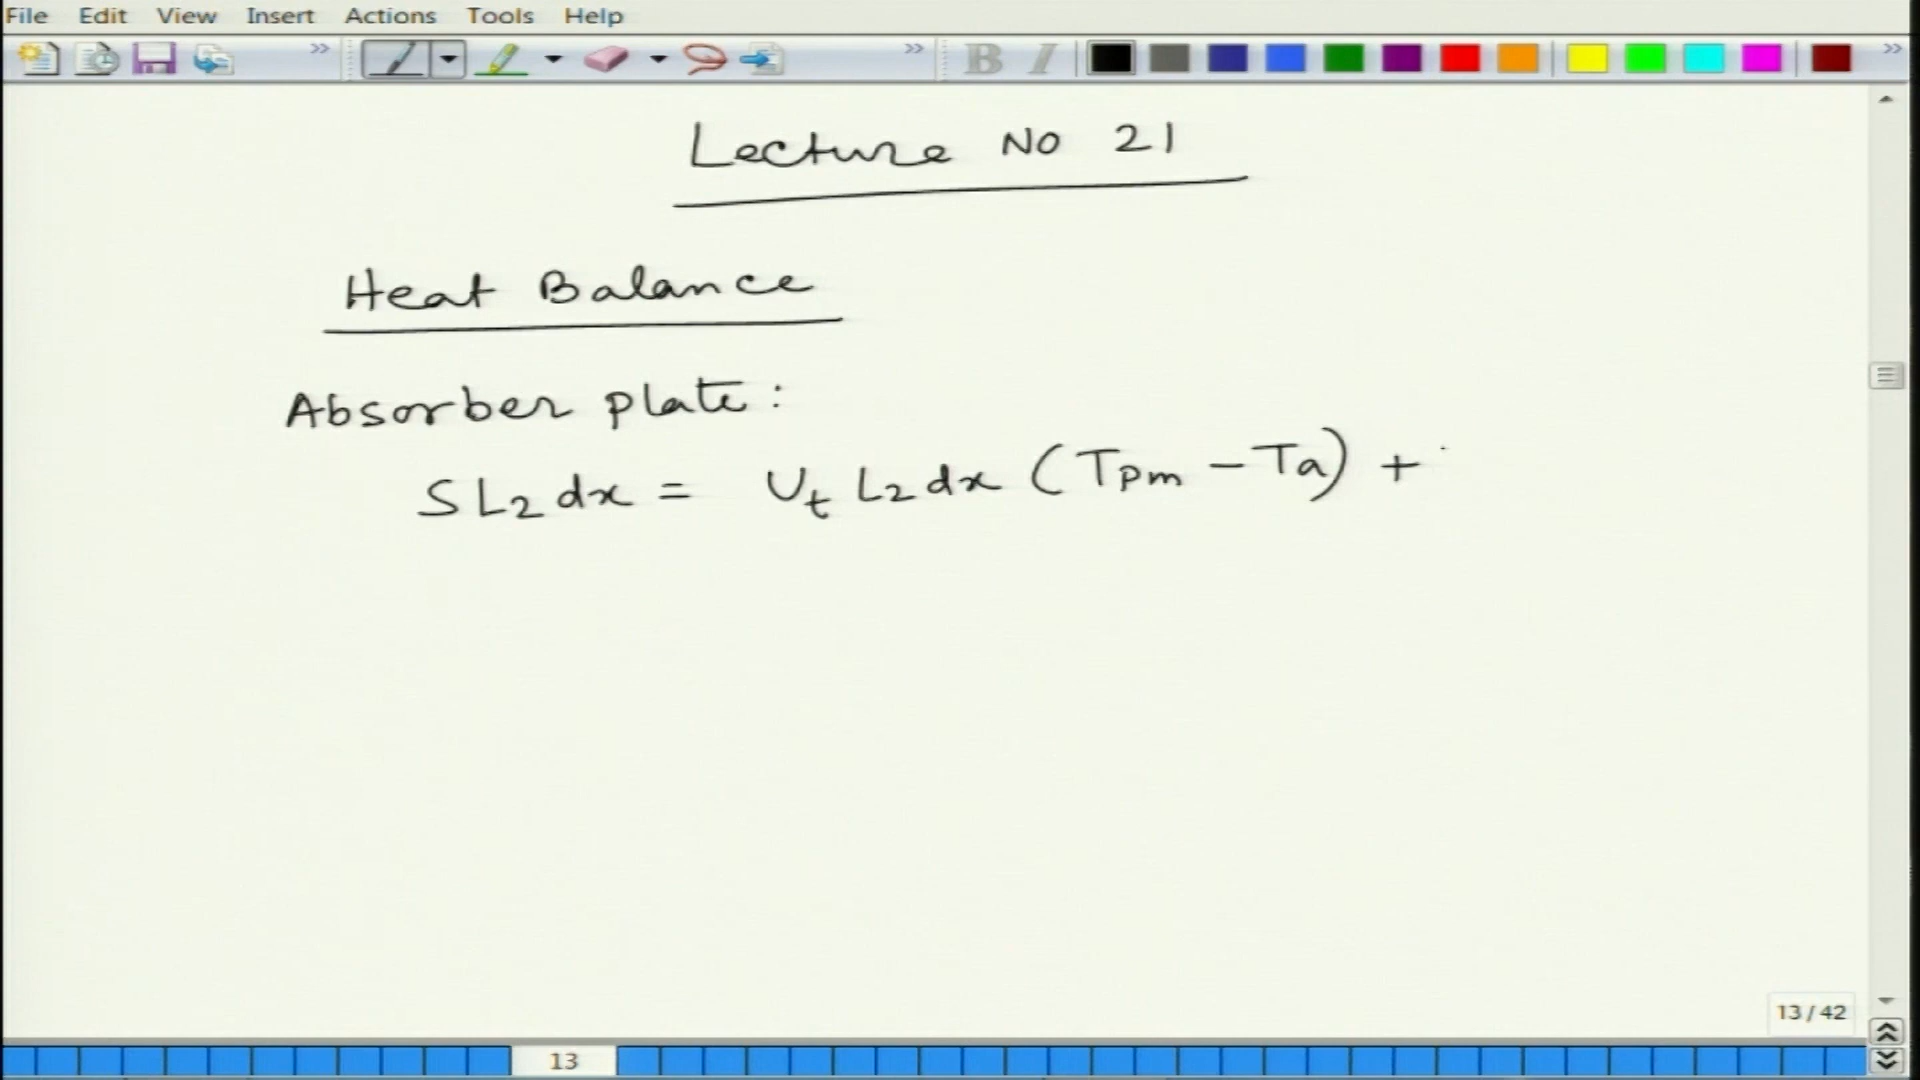 File Edit View Insert Actions Tools Help
B I
Lecture No 21
Heat Balance
Absorber plate:
SL₂dx = U_t L₂dx (Tpm - Ta) +
13/42
13